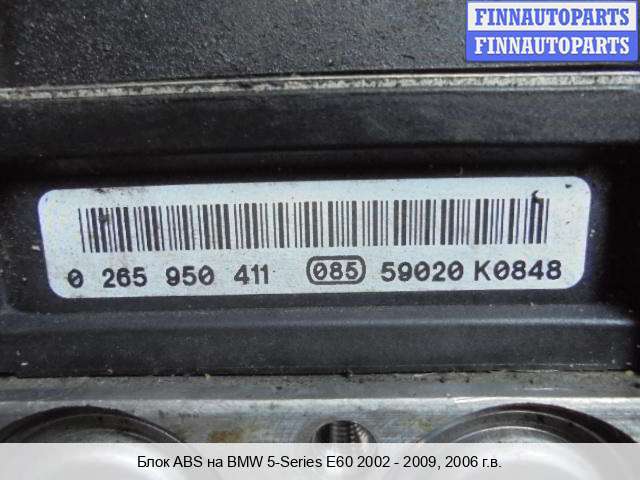 FINNAUTOPARTS
FINNAUTOPARTS
0 265 950 411 085 59020 K0848
Блок ABS на BMW 5-Series E60 2002 - 2009, 2006 г.в.